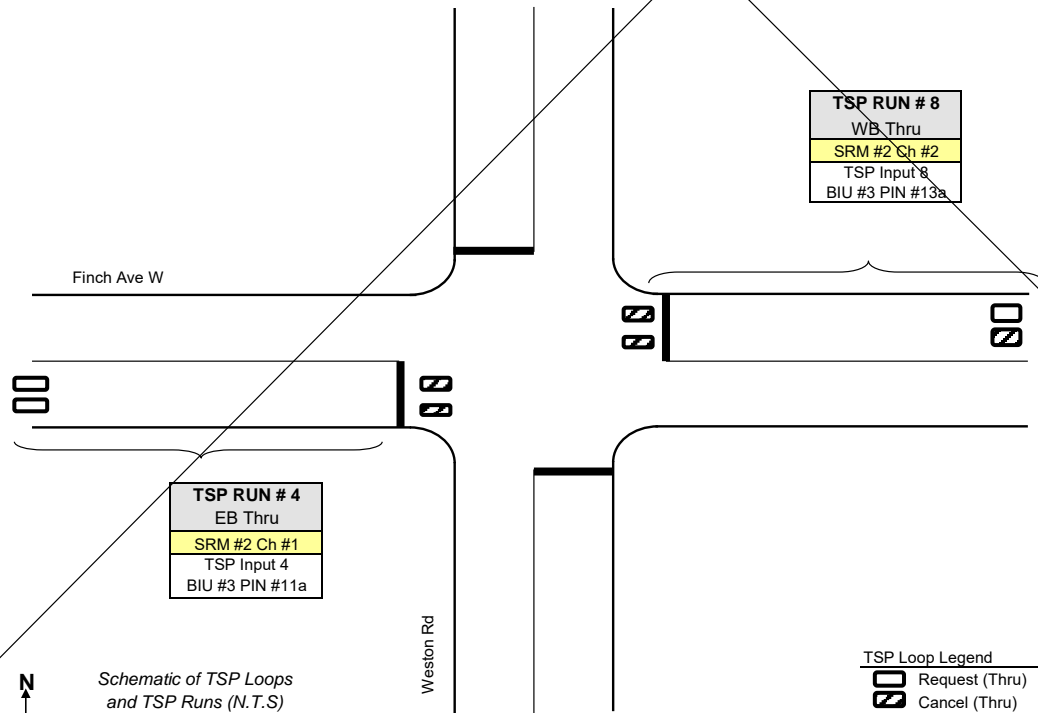 TSP RUN # 8
WB Thru
SRM #2 Ch #2
TSP Input 8
BIU #3 PIN #13a
Finch Ave W
TSP RUN # 4
EB Thru
SRM #2 Ch #1
TSP Input 4
BIU #3 PIN #11a
Weston Rd
N
Schematic of TSP Loops
and TSP Runs (N.T.S)
TSP Loop Legend
Request (Thru)
Cancel (Thru)